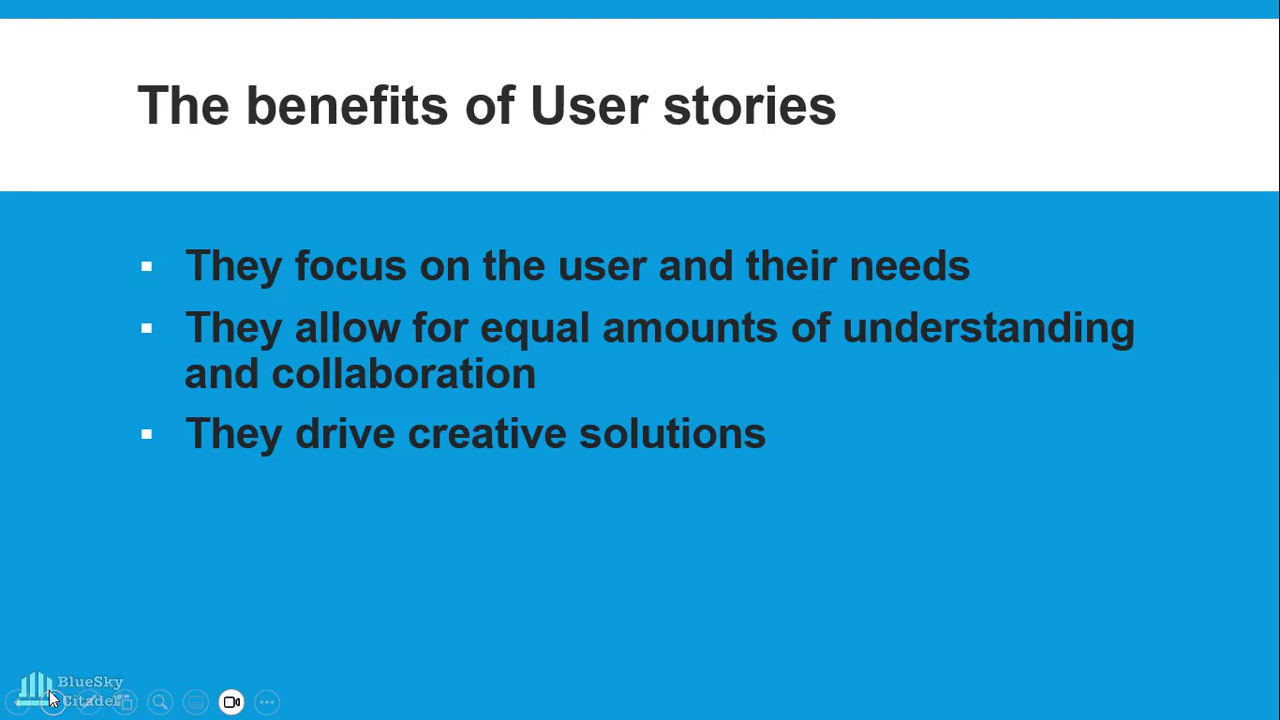 The benefits of User stories
▪ They focus on the user and their needs
▪ They allow for equal amounts of understanding
and collaboration
▪ They drive creative solutions
BlueSky
Citadel